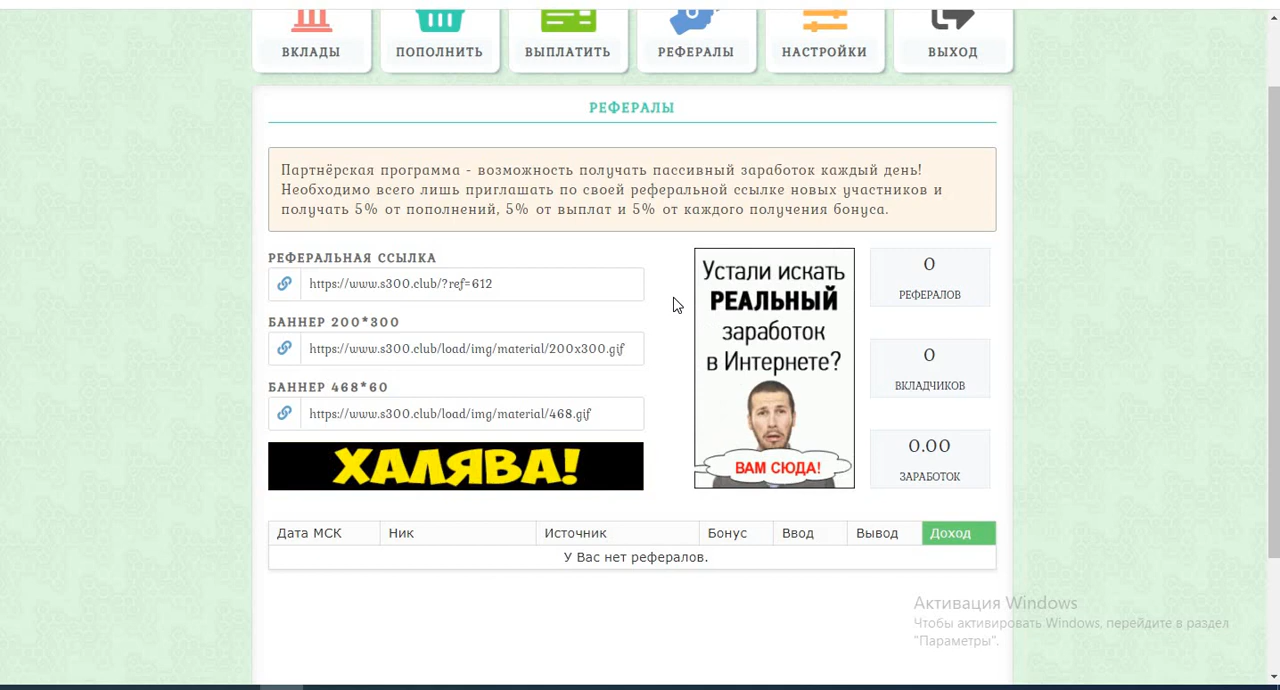 ВКЛАДЫ
ПОПОЛНИТЬ
ВЫПЛАТИТЬ
РЕФЕРАЛЫ
НАСТРОЙКИ
ВЫХОД
РЕФЕРАЛЫ
Партнёрская программа - возможность получать пассивный заработок каждый день!
Необходимо всего лишь приглашать по своей реферальной ссылке новых участников и
получать 5% от пополнений, 5% от выплат и 5% от каждого получения бонуса.
РЕФЕРАЛЬНАЯ ССЫЛКА
https://www.s300.club/?ref=612
БАННЕР 200*300
https://www.s300.club/load/img/material/200x300.gif
БАННЕР 468*60
https://www.s300.club/load/img/material/468.gif
ХАЛЯВА!
Устали искать
РЕАЛЬНЫЙ
заработок
в Интернете?
ВАМ СЮДА!
0
РЕФЕРАЛОВ
0
ВКЛАДЧИКОВ
0.00
ЗАРАБОТОК
Дата МСК Ник Источник Бонус Ввод Вывод Доход
У Вас нет рефералов.
Активация Windows
Чтобы активировать Windows, перейдите в раздел
"Параметры".